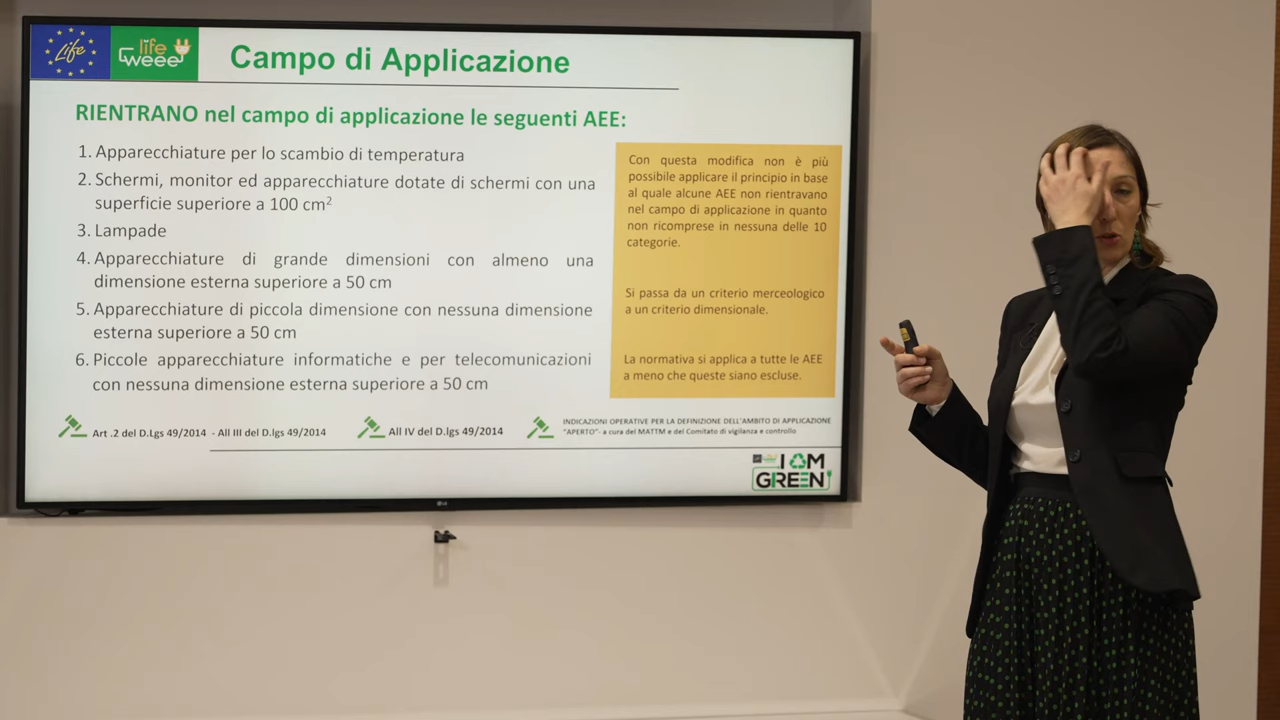 Life
life
weee
Campo di Applicazione
RIENTRANO nel campo di applicazione le seguenti AEE:
1. Apparecchiature per lo scambio di temperatura
2. Schermi, monitor ed apparecchiature dotate di schermi con una
superficie superiore a 100 cm²
3. Lampade
4. Apparecchiature di grande dimensioni con almeno una
dimensione esterna superiore a 50 cm
5. Apparecchiature di piccola dimensione con nessuna dimensione
esterna superiore a 50 cm
6. Piccole apparecchiature informatiche e per telecomunicazioni
con nessuna dimensione esterna superiore a 50 cm
Con questa modifica non è più
possibile applicare il principio in base
al quale alcune AEE non rientravano
nel campo di applicazione in quanto
non ricomprese in nessuna delle 10
categorie.
Si passa da un criterio merceologico
a un criterio dimensionale.
La normativa si applica a tutte le AEE
a meno che queste siano escluse.
Art .2 del D.Lgs 49/2014 - All III del D.lgs 49/2014
All IV del D.lgs 49/2014
INDICAZIONI OPERATIVE PER LA DEFINIZIONE DELL'AMBITO DI APPLICAZIONE
"APERTO"- a cura del MATTM e del Comitato di vigilanza e controllo
I AM
GREEN
LG